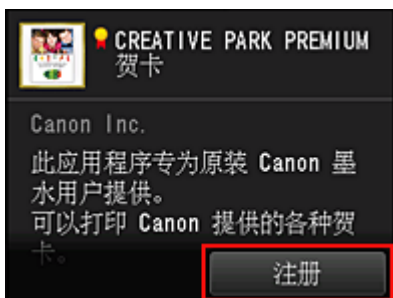 CREATIVE PARK PREMIUM
贺卡
Canon Inc.
此应用程序专为原装 Canon 墨
水用户提供。
可以打印 Canon 提供的各种贺
卡。
注册